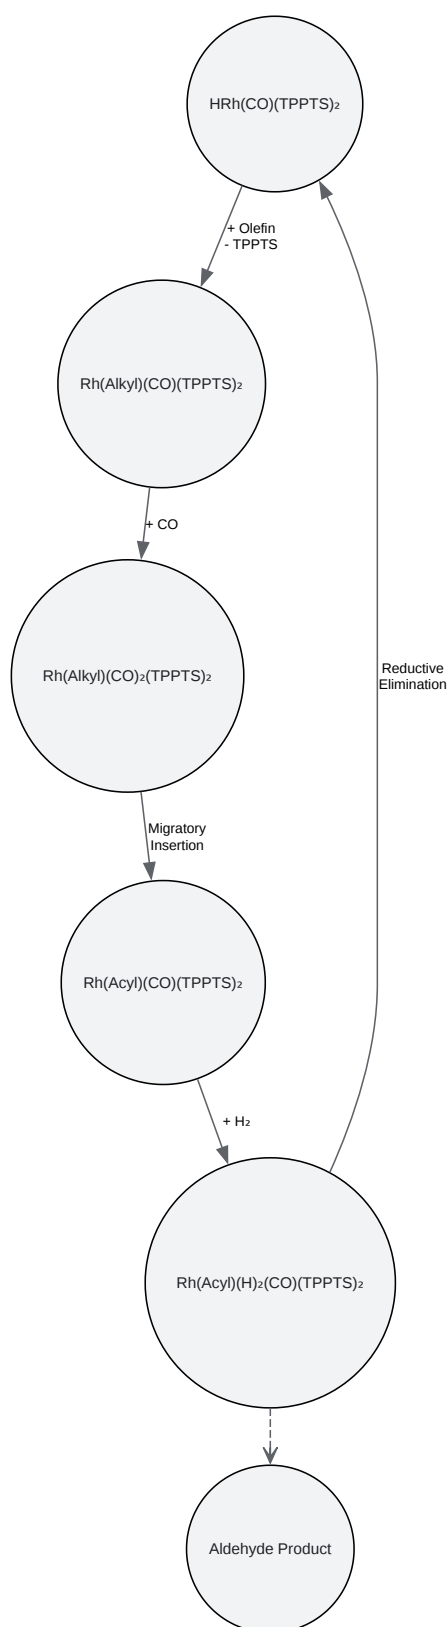 HRh(CO)(TPPTS)₂
+ Olefin
- TPPTS
Rh(Alkyl)(CO)(TPPTS)₂
+ CO
Rh(Alkyl)(CO)₂(TPPTS)₂
Reductive
Elimination
Migratory
Insertion
Rh(Acyl)(CO)(TPPTS)₂
+ H₂
Rh(Acyl)(H)₂(CO)(TPPTS)₂
Aldehyde Product